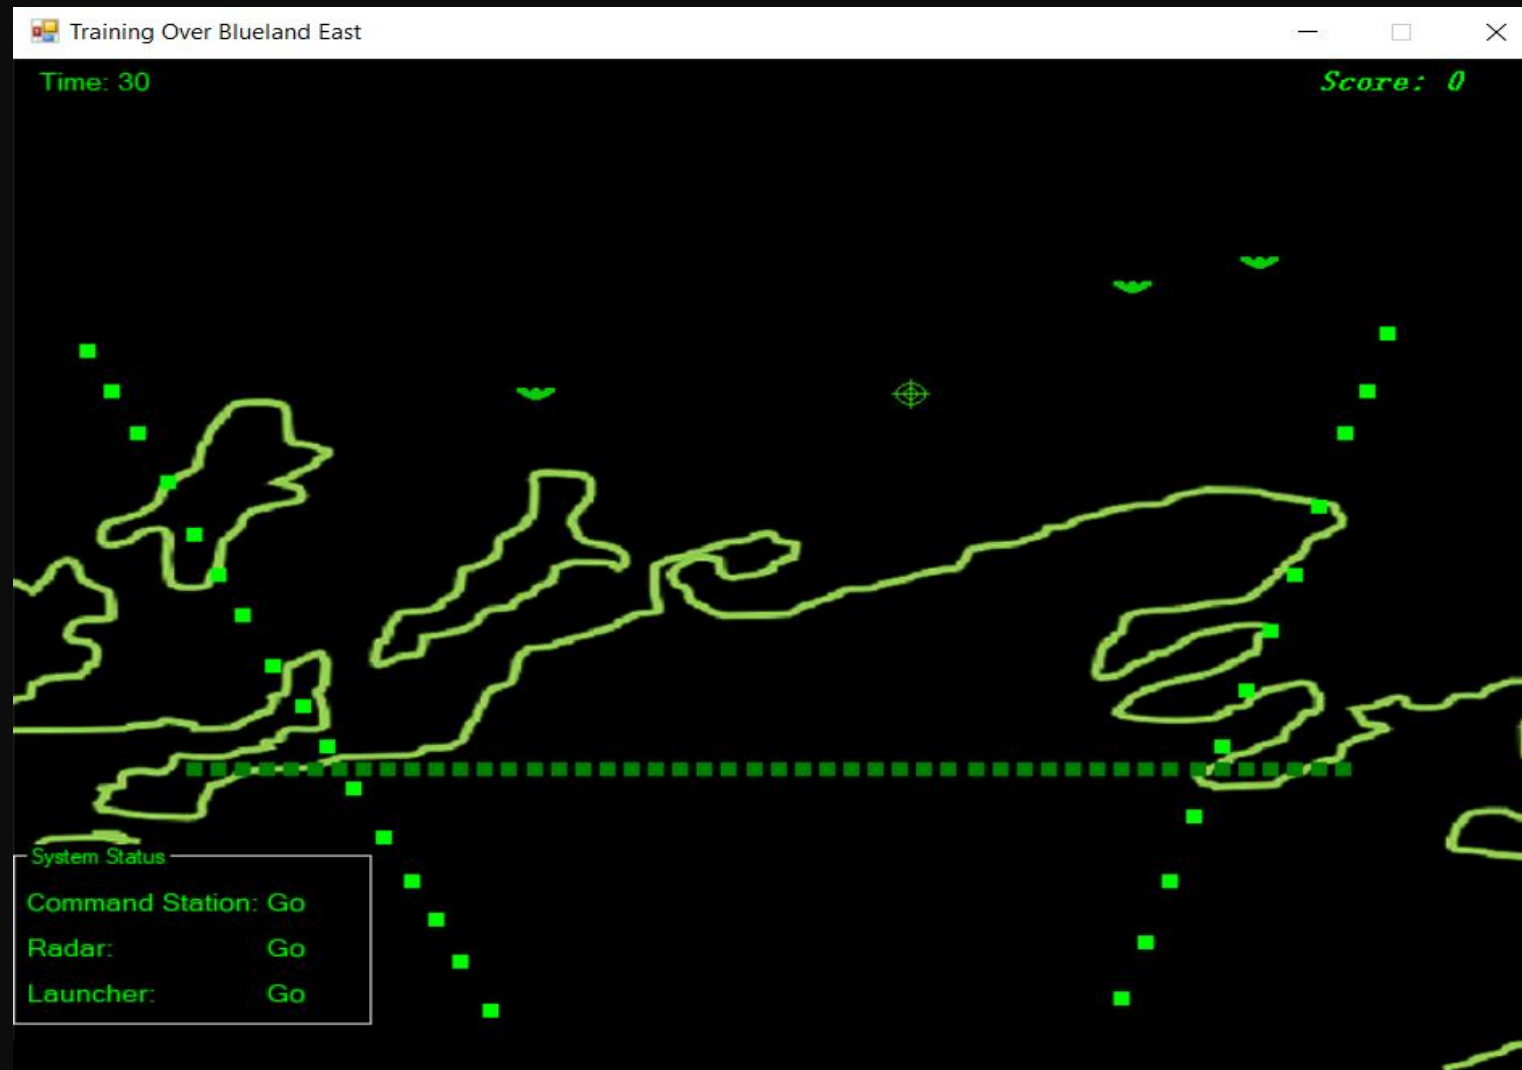 Training Over Blueland East
Time: 30
Score: 0
System Status
Command Station: Go
Radar: Go
Launcher: Go